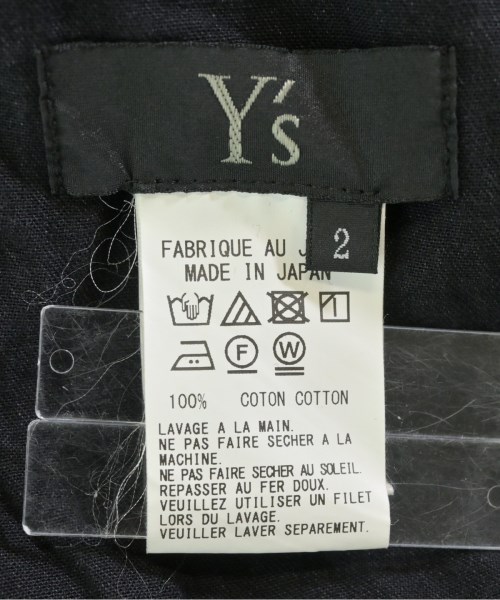 Y's
2
FABRIQUE AU J
MADE IN JAPAN
F W
100% COTON COTTON
LAVAGE A LA MAIN.
NE PAS FAIRE SECHER A LA
MACHINE.
NE PAS FAIRE SECHER AU SOLEIL.
REPASSER AU FER DOUX.
VEUILLEZ UTILISER UN FILET
LORS DU LAVAGE.
VEUILLER LAVER SEPAREMENT.